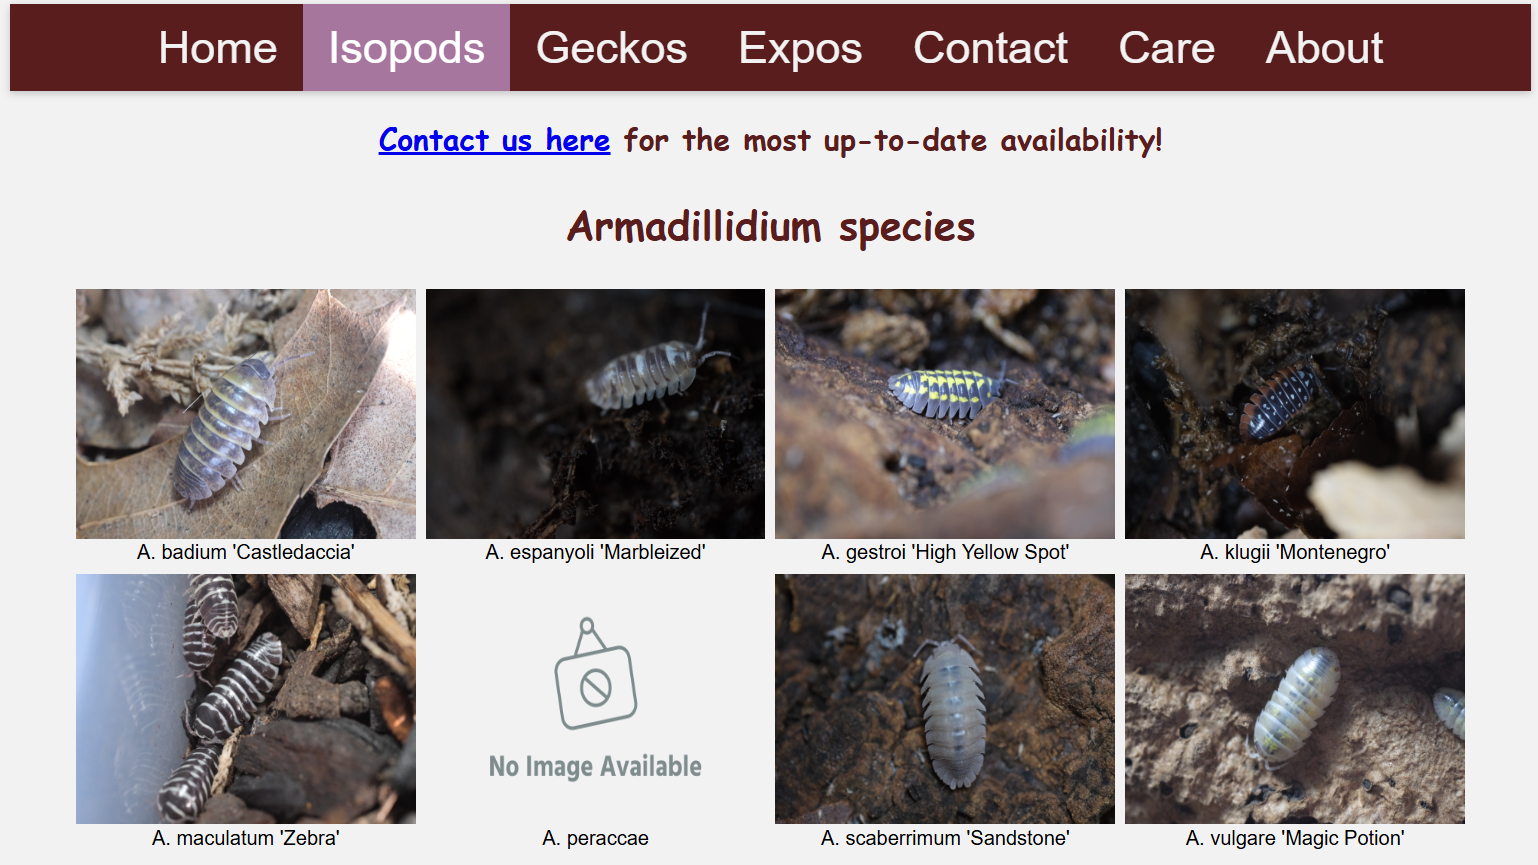 Home Isopods Geckos Expos Contact Care About
Contact us here for the most up-to-date availability!
Armadillidium species
A. badium 'Castledaccia' A. espanyoli 'Marbleized' A. gestroi 'High Yellow Spot' A. klugii 'Montenegro'
No Image Available
A. maculatum 'Zebra' A. peraccae A. scaberrimum 'Sandstone' A. vulgare 'Magic Potion'